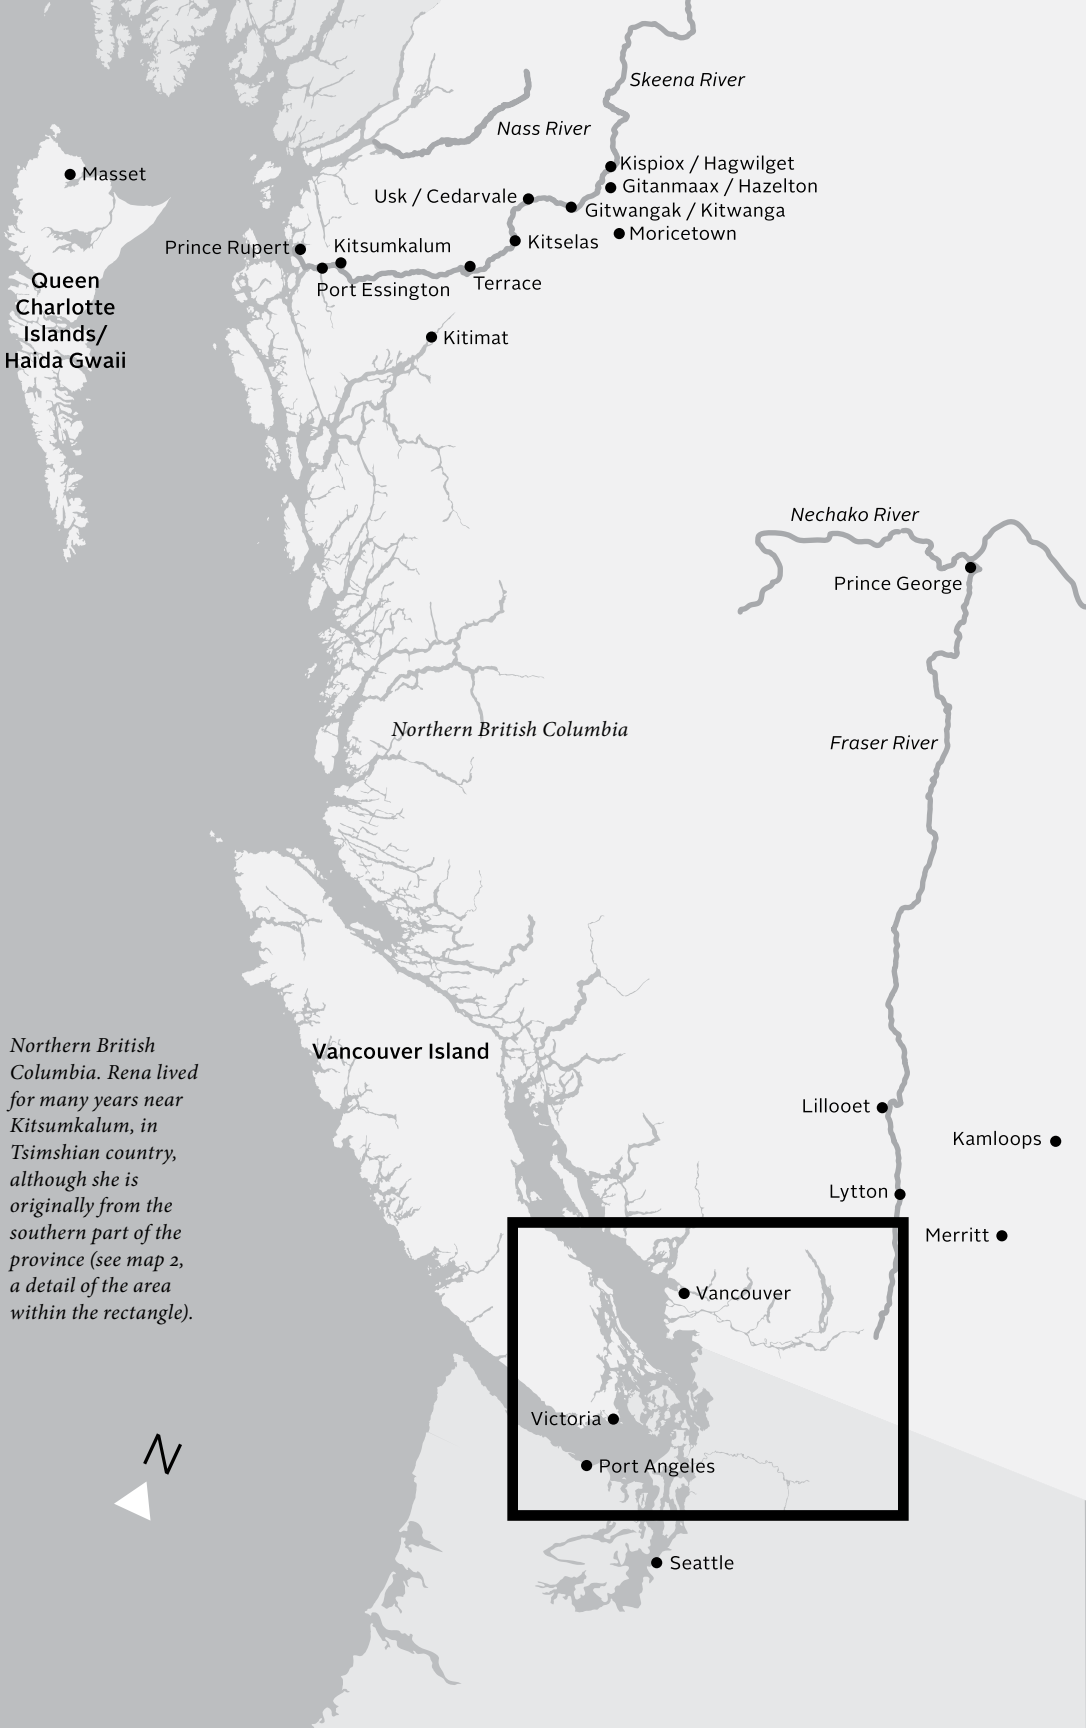 Skeena River
Nass River
Kispiox / Hagwilget
Masset
Gitanmaax / Hazelton
Usk / Cedarvale
Gitwangak / Kitwanga
Moricetown
Kitselas
Prince Rupert
Kitsumkalum
Port Essington
Terrace
Queen
Charlotte
Islands/
Haida Gwaii
Kitimat
Nechako River
Prince George
Northern British Columbia
Fraser River
Vancouver Island
Northern British
Columbia. Rena lived
for many years near
Kitsumkalum, in
Tsimshian country,
although she is
originally from the
southern part of the
province (see map 2,
a detail of the area
within the rectangle).
Lillooet
Kamloops
Lytton
Merritt
Vancouver
Victoria
N
Port Angeles
Seattle